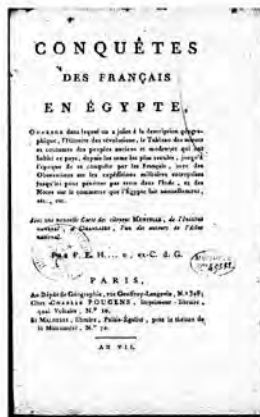 CONQUÊTES
DES FRANÇAIS
EN ÉGYPTE,
OUVRAGE dans lequel on a joint à la description géogra-
phique, l'Histoire des révolutions, le Tableau des mœurs
et coutumes des peuples anciens et modernes qui ont
habité ce pays, depuis les tems les plus reculés, jusqu'à
l'époque de sa conquête par les Français, avec des
Observations sur les expéditions militaires entreprises
jusqu'ici pour pénétrer par terre dans l'Inde, et des
Notes sur le commerce que l'Égypte fait annuellement,
etc., etc.
Avec une nouvelle Carte des citoyens MENTELLE, de l'Institut
national, et CHANLAIRE, l'un des auteurs de l'Atlas
national.
PAR F. E. H.... v, ex-C. d. G.
PARIS,
Au Dépôt de Géographie, rue Geoffroy-Langevin, N.º 328;
Chez CHARLES POUGENS, Imprimeur-libraire,
quai Voltaire, N.º 10.
Et MALHERBE, libraire, Palais-Égalité, près le théâtre de
la Montansier, N.º 72.
AN VII.